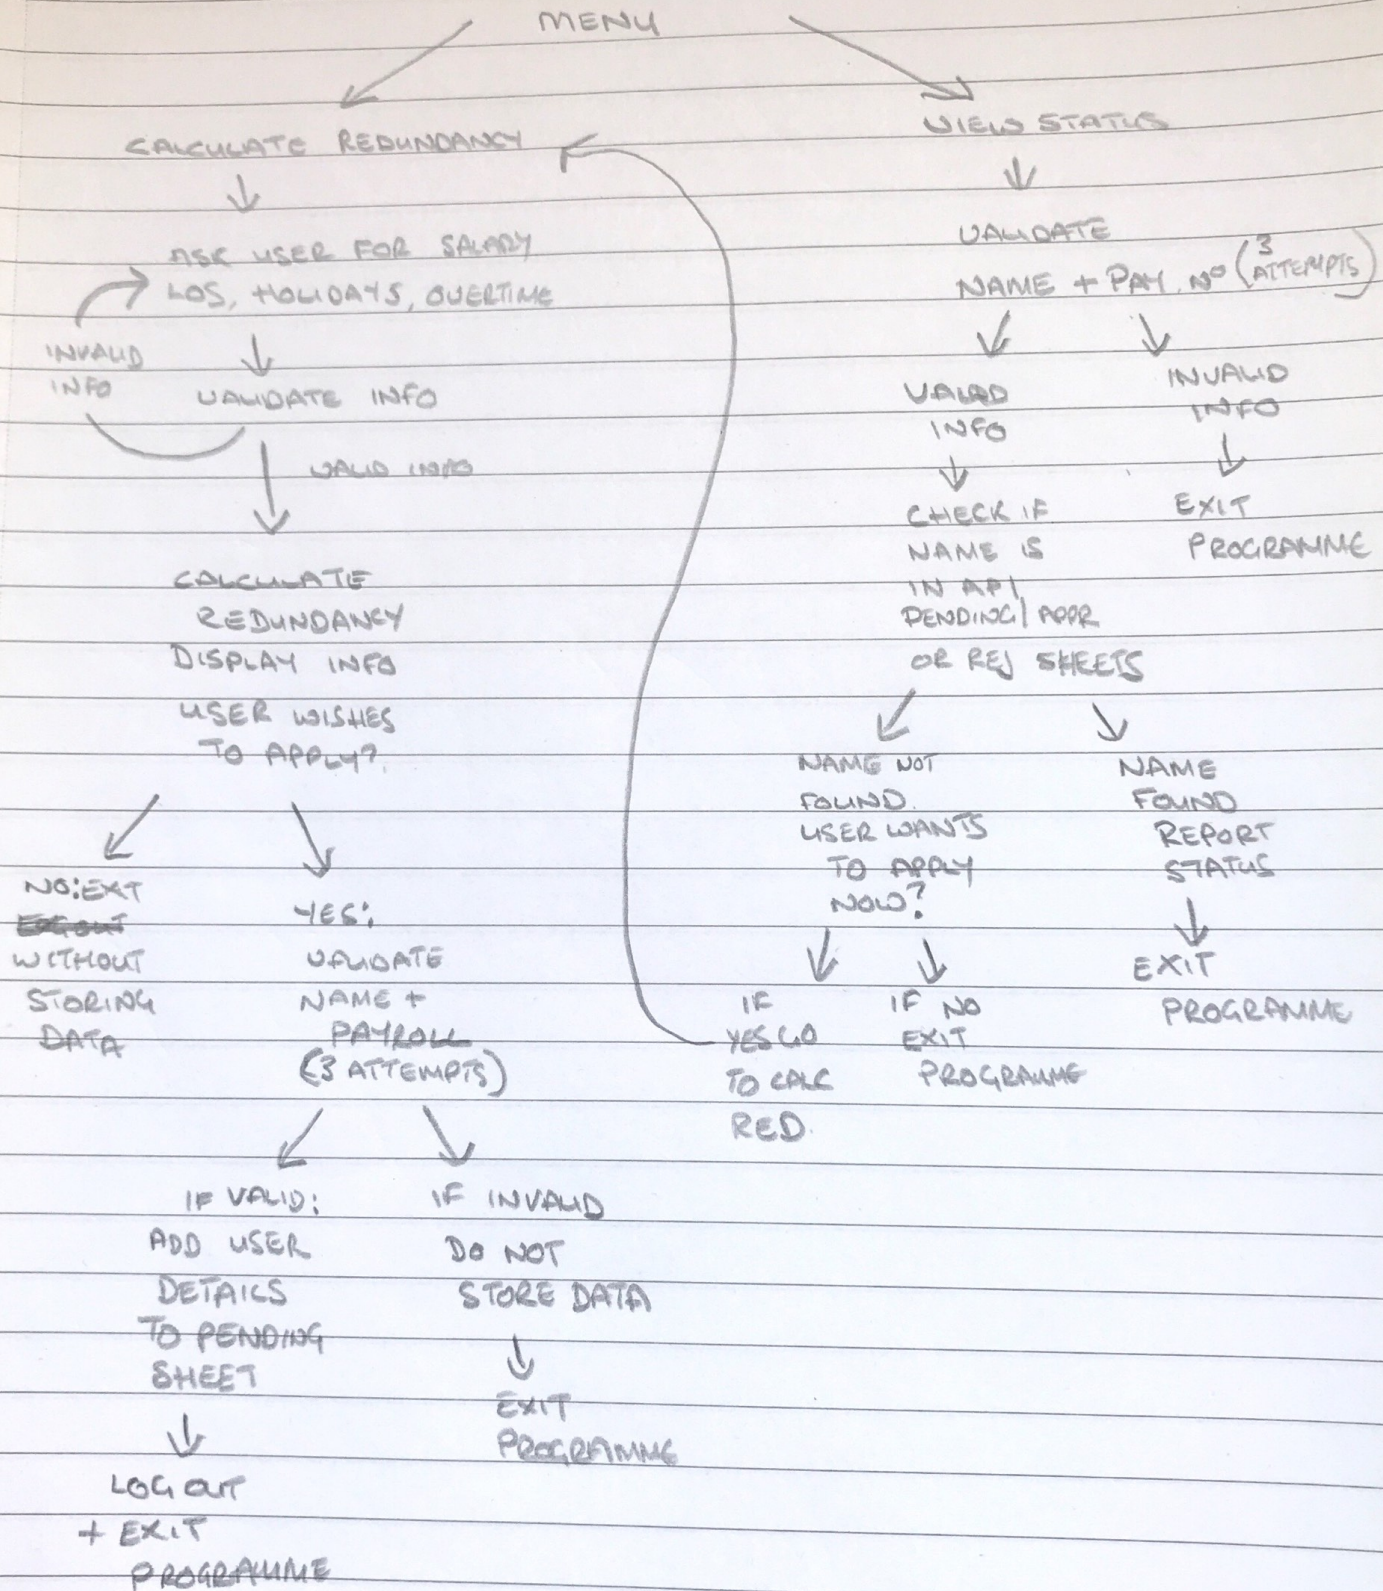 MENU
CALCULATE REDUNDANCY
ASK USER FOR SALARY
LOS, HOLIDAYS, OVERTIME
INVALID
INFO
VALIDATE INFO
VALID INFO
CALCULATE
REDUNDANCY
DISPLAY INFO
USER WISHES
TO APPLY?
NO: EXIT
WITHOUT
STORING
DATA
YES:
VALIDATE
NAME +
PAYROLL
(3 ATTEMPTS)
IF VALID:
ADD USER
DETAILS
TO PENDING
SHEET
LOG OUT
+ EXIT
PROGRAMME
IF INVALID
DO NOT
STORE DATA
EXIT
PROGRAMME
VIEW STATUS
VALIDATE
NAME + PAY. NO (3 ATTEMPTS)
VALID
INFO
CHECK IF
NAME IS
IN API,
PENDING/APPR
OR REJ SHEETS
NAME NOT
FOUND.
USER WANTS
TO APPLY
NOW?
IF
YES GO
TO CALC
RED.
IF NO
EXIT
PROGRAMME
NAME
FOUND
REPORT
STATUS
EXIT
PROGRAMME
INVALID
INFO
EXIT
PROGRAMME